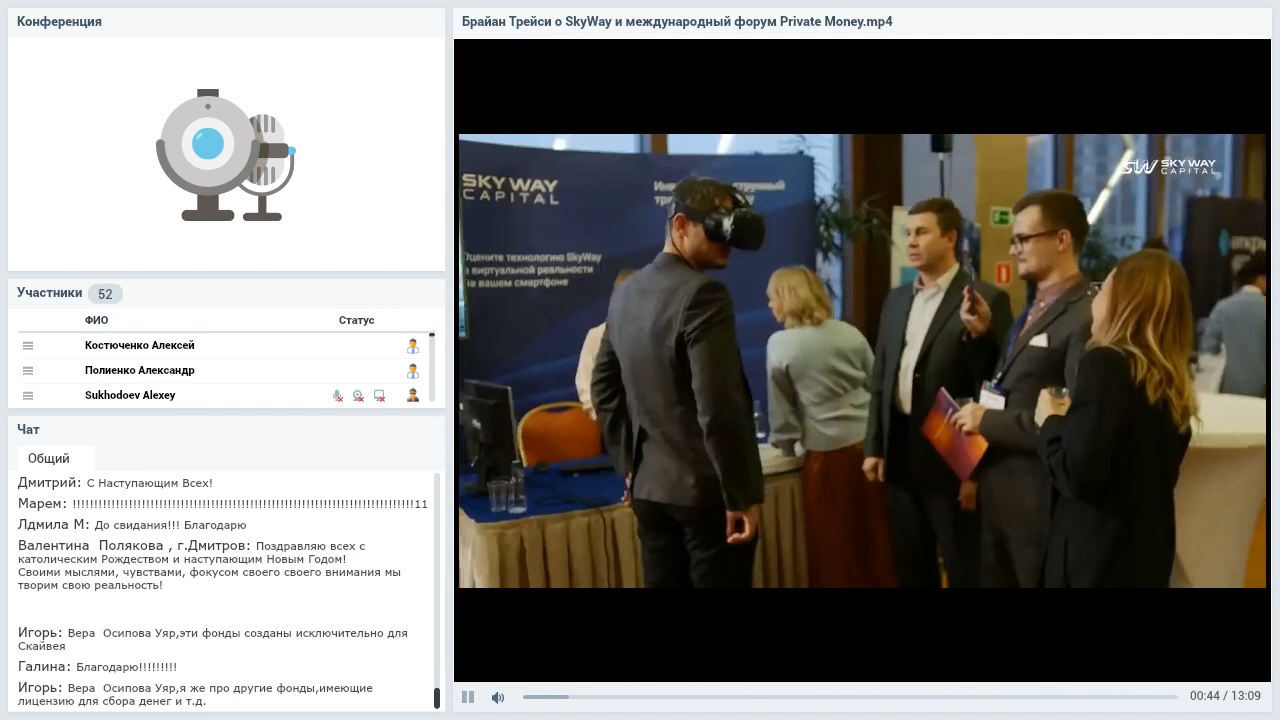 Конференция
Участники 52
ФИО Статус
Костюченко Алексей
Полиенко Александр
Sukhodoev Alexey
Чат
Общий
Дмитрий: С Наступающим Всех!
Марем: !!!!!!!!!!!!!!!!!!!!!!!!!!!!!!!!!!!!!!!!!!!!!!!!!!!!!!!!!!!!!!!!!!!!!!!!!!!!!!11
Лдмила М: До свидания!!! Благодарю
Валентина Полякова , г.Дмитров: Поздравляю всех с
католическим Рождеством и наступающим Новым Годом!
Своими мыслями, чувствами, фокусом своего своего внимания мы
творим свою реальность!
Игорь: Вера Осипова Уяр,эти фонды созданы исключительно для
Скайвея
Галина: Благодарю!!!!!!!!!
Игорь: Вера Осипова Уяр,я же про другие фонды,имеющие
лицензию для сбора денег и т.д.
Брайан Трейси о SkyWay и международный форум Private Money.mp4
SKY WAY
CAPITAL
Оцените технологию SkyWay
в виртуальной реальности
на вашем смартфоне
SW SKY WAY
CAPITAL
00:44 / 13:09